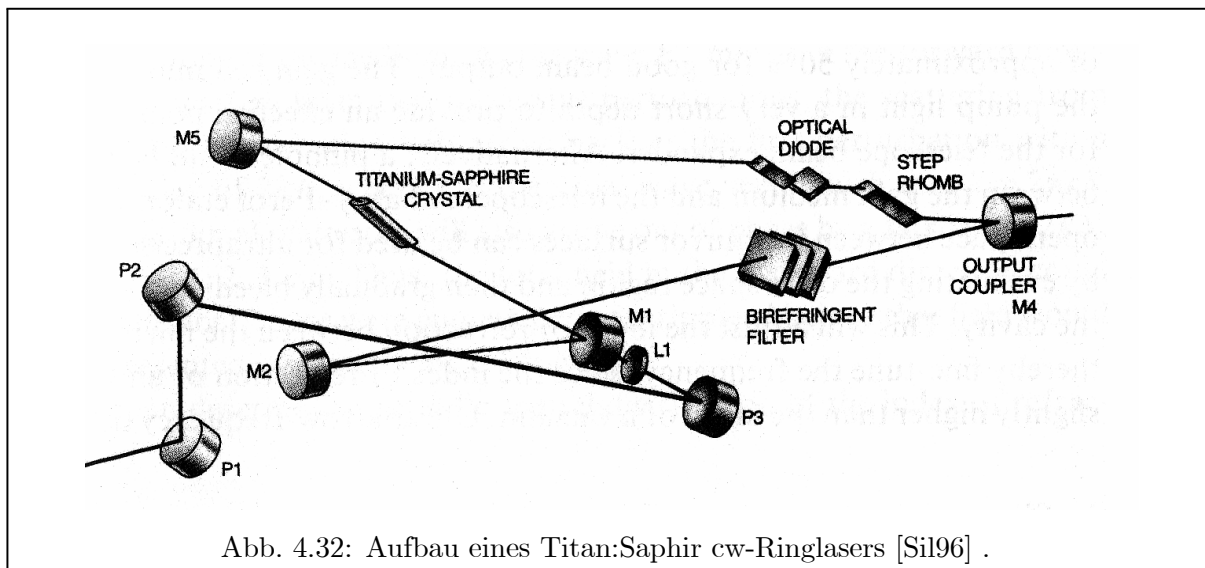 M5
OPTICAL
DIODE
STEP
RHOMB
TITANIUM-SAPPHIRE
CRYSTAL
P2
OUTPUT
COUPLER
M4
M1
BIREFRINGENT
FILTER
L1
M2
P3
P1
Abb. 4.32: Aufbau eines Titan:Saphir cw-Ringlasers [Sil96] .